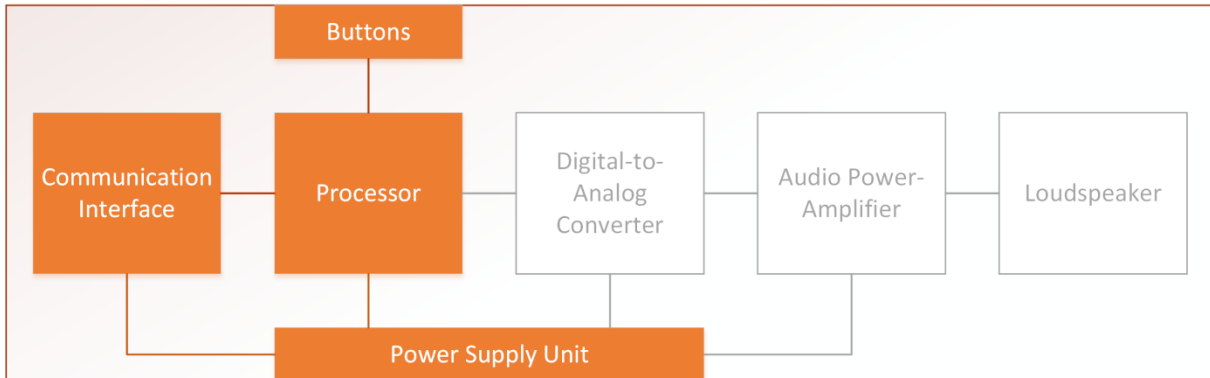 Buttons
Communication
Interface
Processor
Digital-to-
Analog
Converter
Audio Power-
Amplifier
Loudspeaker
Power Supply Unit